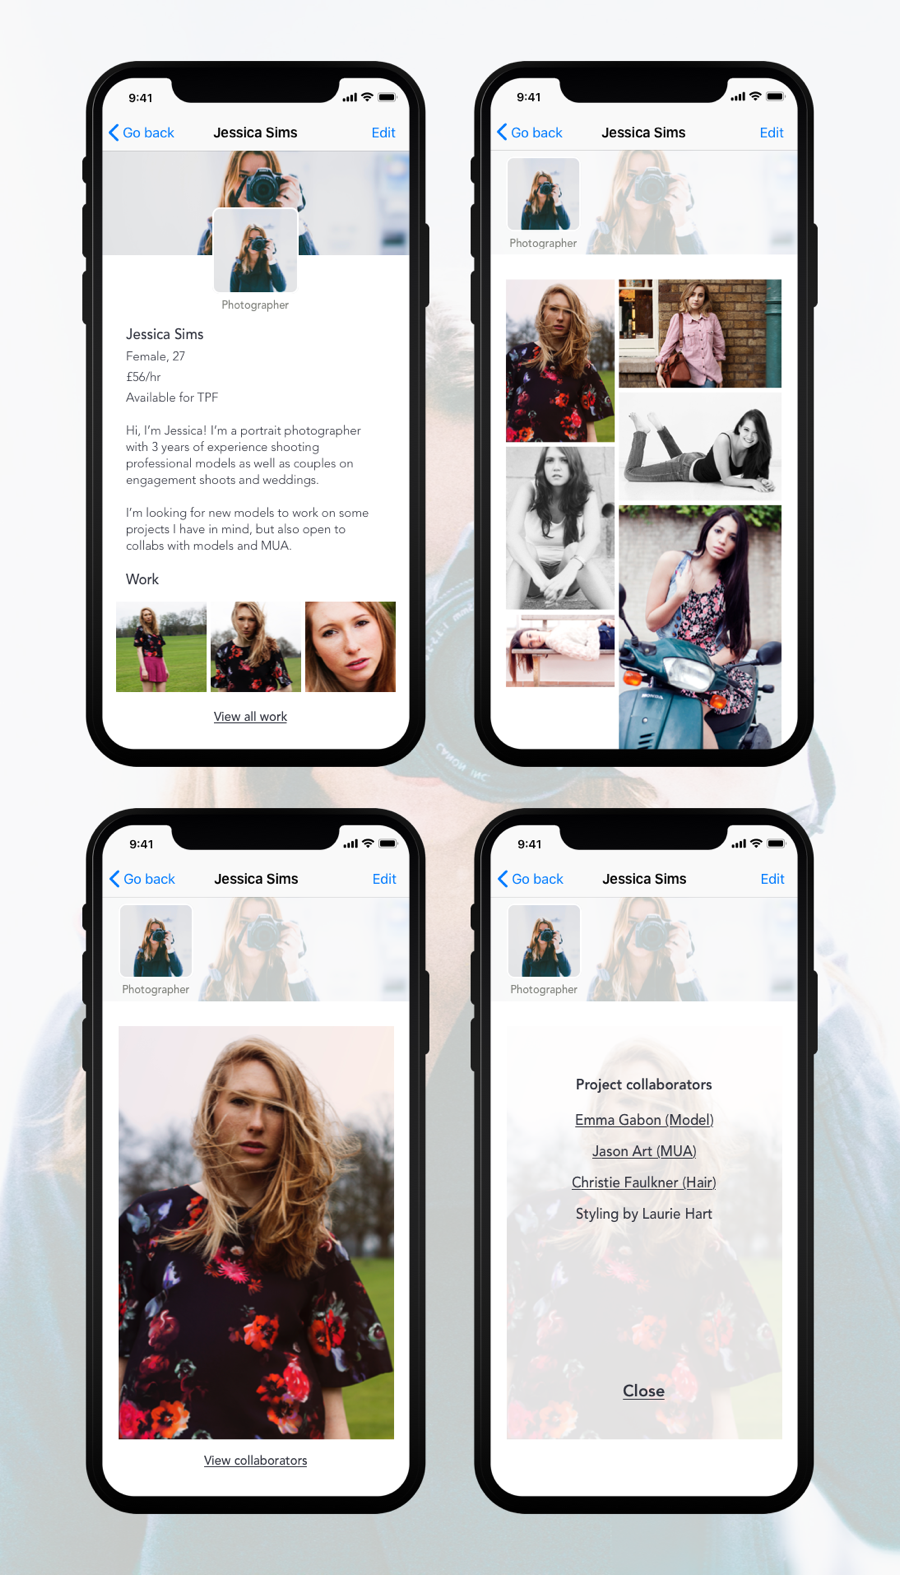 9:41
Go back
Jessica Sims
Edit
Photographer
Jessica Sims
Female, 27
£56/hr
Available for TPF
Hi, I'm Jessica! I'm a portrait photographer
with 3 years of experience shooting
professional models as well as couples on
engagement shoots and weddings.
I'm looking for new models to work on some
projects I have in mind, but also open to
collabs with models and MUA.
Work
View all work
9:41
Go back
Jessica Sims
Edit
Photographer
HONDA
CANON INC
9:41
Go back
Jessica Sims
Edit
Photographer
View collaborators
9:41
Go back
Jessica Sims
Edit
Photographer
Project collaborators
Emma Gabon (Model)
Jason Art (MUA)
Christie Faulkner (Hair)
Styling by Laurie Hart
Close